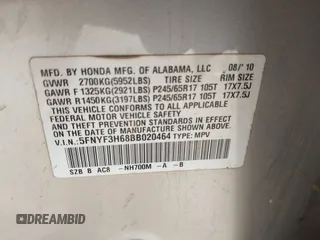 MFD. BY HONDA MFG. OF ALABAMA, LLC 08/'10
GVWR 2700KG(5952LBS) TIRE SIZE RIM SIZE
GAWR F 1325KG(2921LBS) P245/65R17 105T 17X7.5J
GAWR R 1450KG(3197LBS) P245/65R17 105T 17X7.5J
THIS VEHICLE CONFORMS TO ALL APPLICABLE
FEDERAL MOTOR VEHICLE SAFETY AND
THEFT PREVENTION STANDARDS IN EFFECT ON
THE DATE OF MANUFACTURE SHOWN ABOVE.
V.I.N.: 5FNYF3H68BB020464 TYPE: MPV
SZB B AC8 -NH700M -A -B
DREAMBID